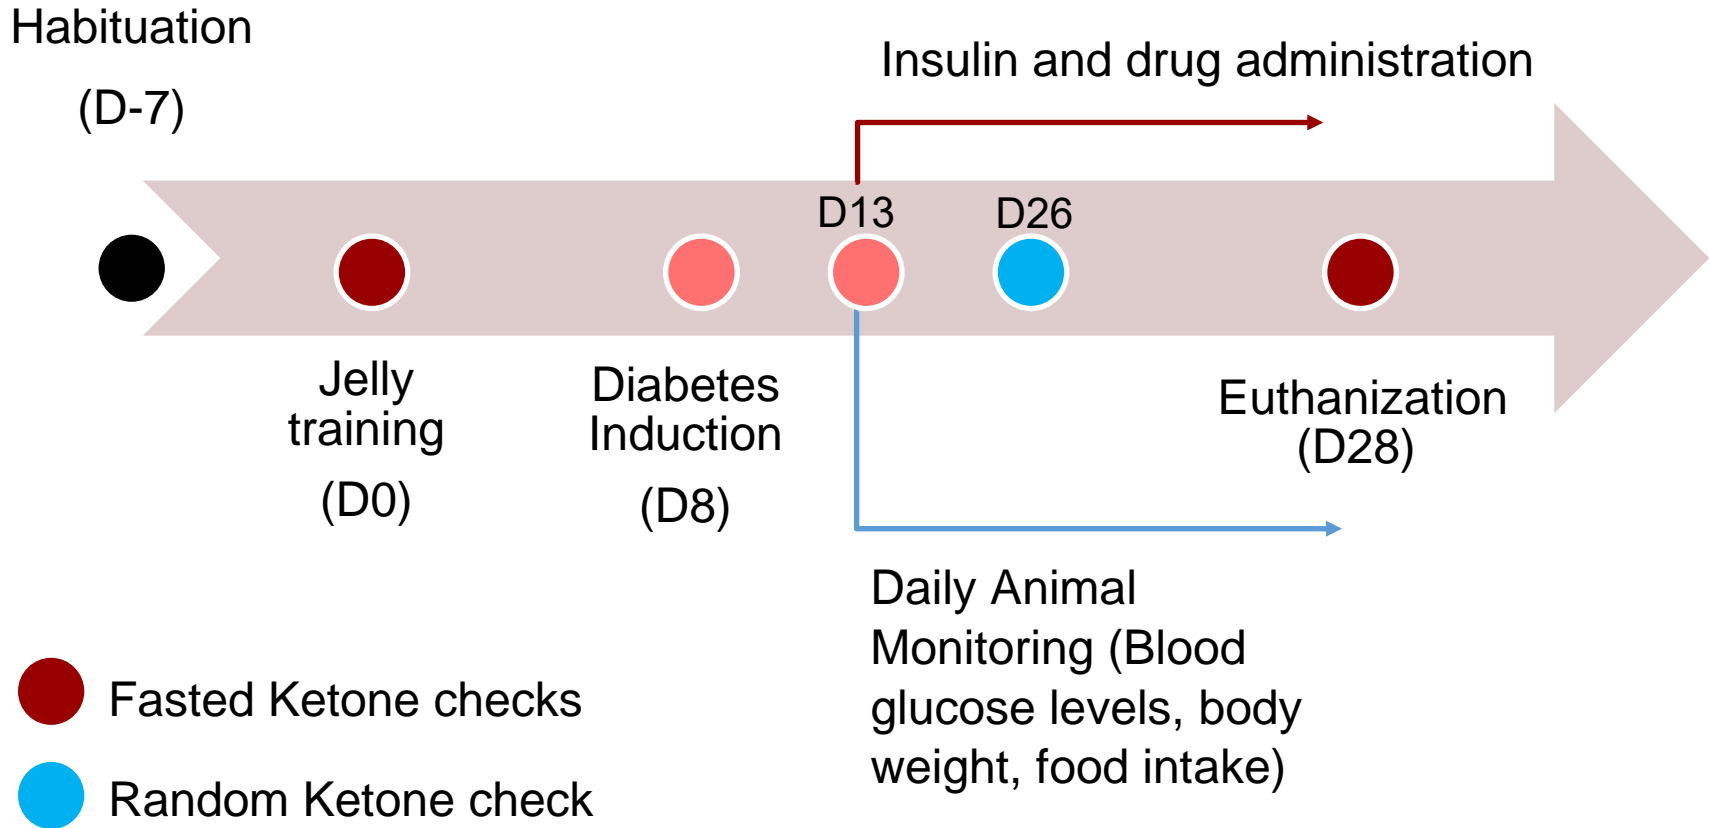 Habituation
(D-7)
Insulin and drug administration
D13
D26
Jelly
training
(D0)
Diabetes
Induction
(D8)
Euthanization
(D28)
Daily Animal
Monitoring (Blood
glucose levels, body
weight, food intake)
Fasted Ketone checks
Random Ketone check